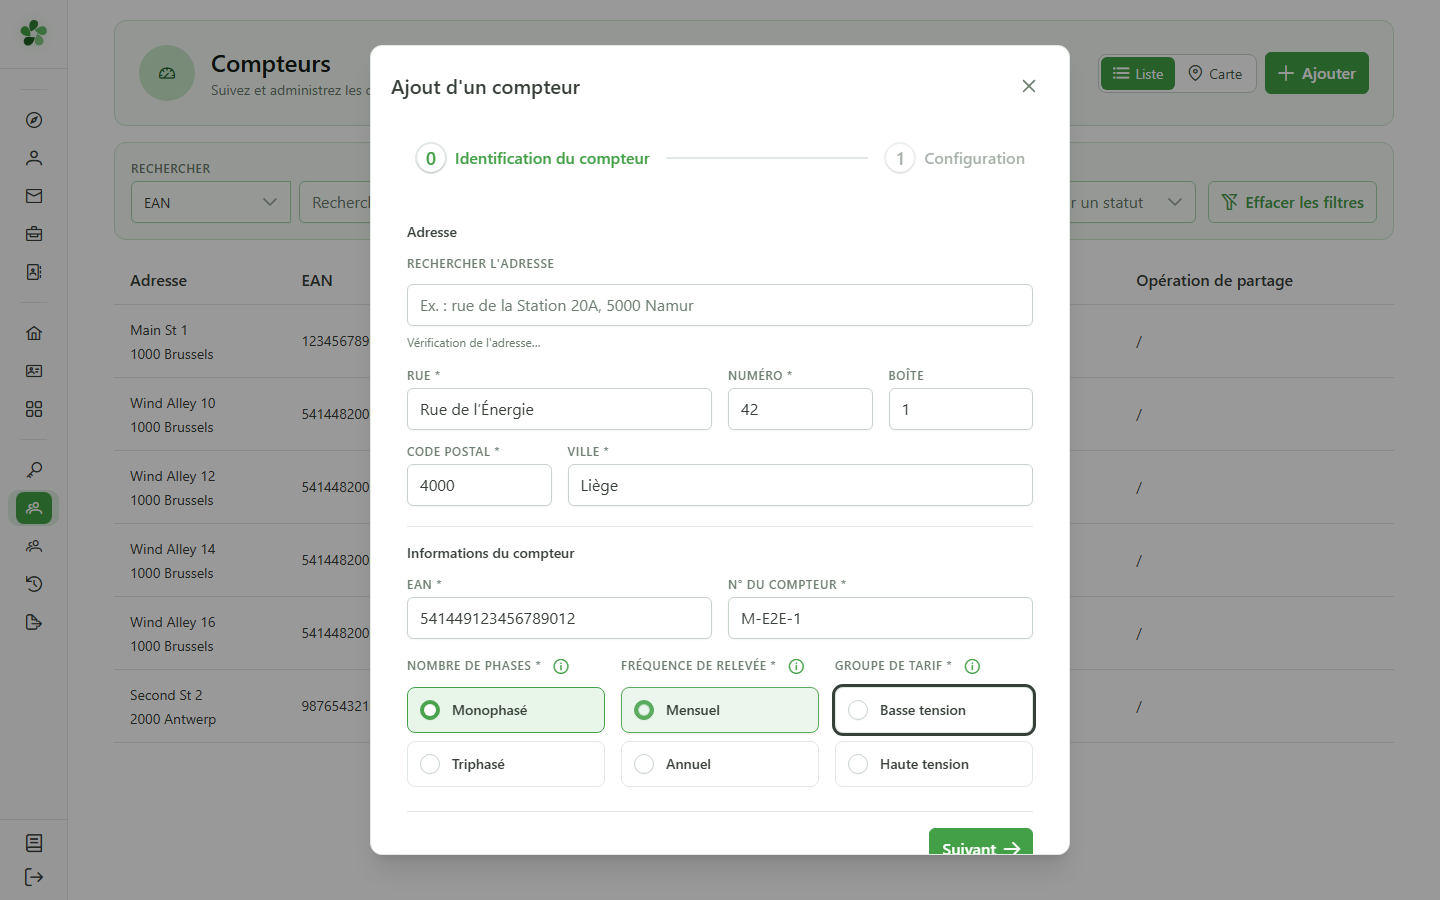 Compteurs
Suivez et administrez les
Liste
Carte
Ajouter
RECHERCHER
EAN
Recherc
r un statut
Effacer les filtres
Adresse
EAN
Opération de partage
Main St 1
1000 Brussels
123456789
/
Wind Alley 10
1000 Brussels
541448200
/
Wind Alley 12
1000 Brussels
541448200
/
Wind Alley 14
1000 Brussels
541448200
/
Wind Alley 16
1000 Brussels
541448200
/
Second St 2
2000 Antwerp
987654321
/
Ajout d'un compteur
0 Identification du compteur
1 Configuration
Adresse
RECHERCHER L'ADRESSE
Ex. : rue de la Station 20A, 5000 Namur
Vérification de l'adresse...
RUE *
NUMÉRO *
BOÎTE
Rue de l'Énergie
42
1
CODE POSTAL *
VILLE *
4000
Liège
Informations du compteur
EAN *
N° DU COMPTEUR *
541449123456789012
M-E2E-1
NOMBRE DE PHASES *
FRÉQUENCE DE RELEVÉE *
GROUPE DE TARIF *
Monophasé
Mensuel
Basse tension
Triphasé
Annuel
Haute tension
Suivant